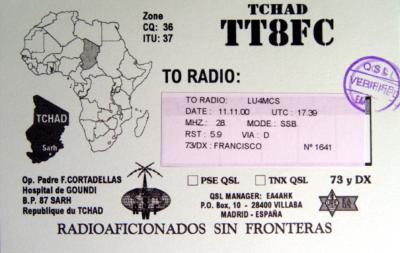 TCHAD
TT8FC
Zone
CQ: 36
ITU: 37
TO RADIO:
QSL
VERIFIED
TO RADIO: LU4MCS
DATE : 11.11.00 UTC : 17.39
MHZ: 28. MODE : SSB.
RST : 5.9 VIA : D
73/DX : FRANCISCO N° 1641
TCHAD
Sarh
PSE QSL TNX QSL 73 y DX
Op. Padre F.CORTADELLAS
Hospital de GOUNDI
B.P. 87 SARH
Republique du TCHAD
QSL MANAGER: EA4AHK
P.O. Box, 10 - 28400 VILLABA
MADRID - ESPAÑA
RADIOAFICIONADOS SIN FRONTERAS